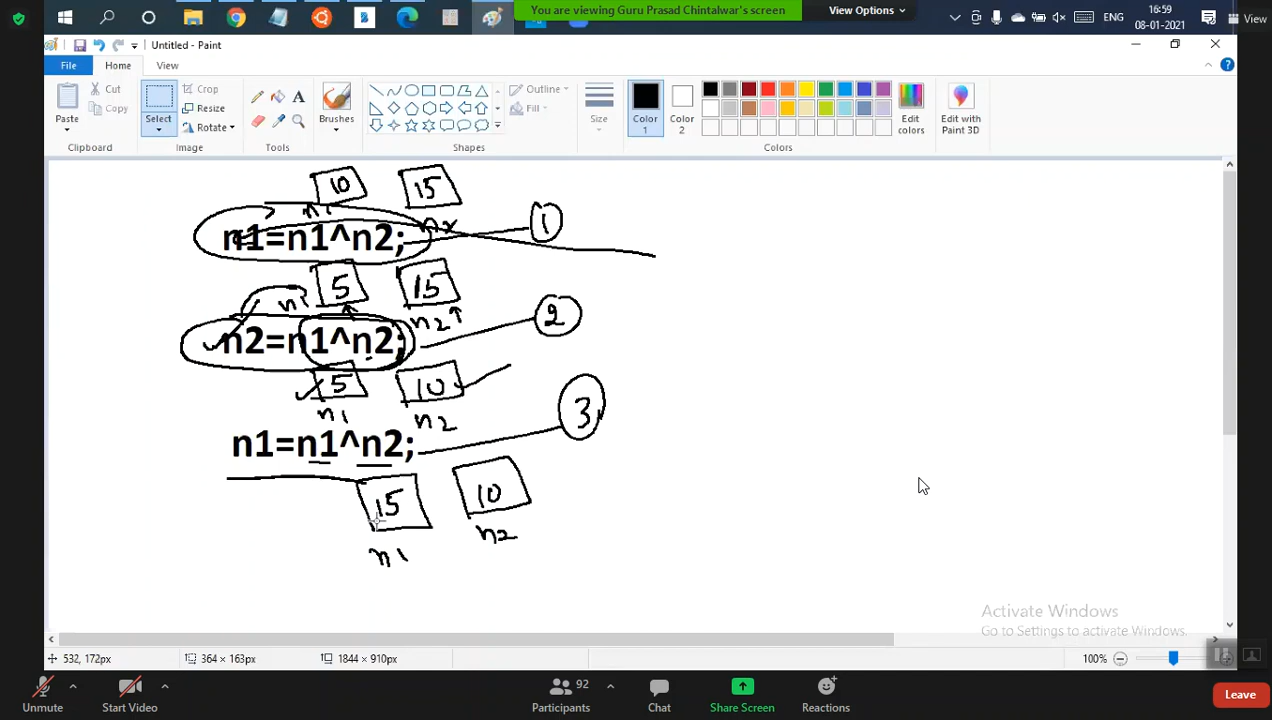 You are viewing Guru Prasad Chintalwar's screen
View Options
ENG
16:59
08-01-2021
View
Untitled - Paint
File
Home
View
Paste
Cut
Copy
Clipboard
Select
Crop
Resize
Rotate
Image
Tools
Brushes
Shapes
Outline
Fill
Size
Color 1
Color 2
Colors
Edit colors
Edit with Paint 3D
10 15
n1 n2
n1=n1^n2; 1
5 15
n1 n2
n2=n1^n2; 2
5 10
n1 n2
n1=n1^n2; 3
15 10
n1 n2
Activate Windows
Go to Settings to activate Windows.
532, 172px
364 × 163px
1844 × 910px
100%
Unmute
Start Video
92
Participants
Chat
Share Screen
Reactions
Leave